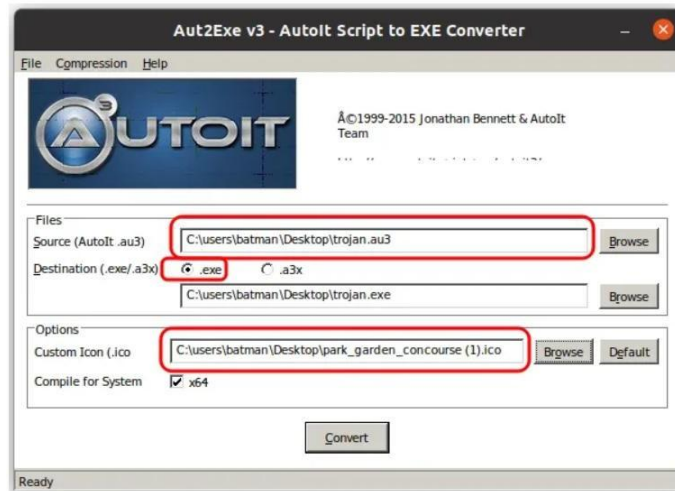 Aut2Exe v3 - AutoIt Script to EXE Converter
File Compression Help
AUTOIT
3
Â©1999-2015 Jonathan Bennett & AutoIt
Team
Files
Source (AutoIt .au3) C:\users\batman\Desktop\trojan.au3 Browse
Destination (.exe/.a3x) .exe .a3x
C:\users\batman\Desktop\trojan.exe Browse
Options
Custom Icon (.ico C:\users\batman\Desktop\park_garden_concourse (1).ico Browse Default
Compile for System x64
Convert
Ready